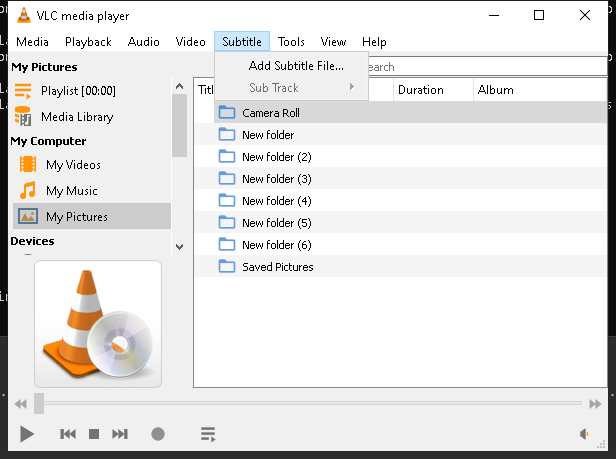 VLC media player
Media Playback Audio Video Subtitle Tools View Help
My Pictures
Add Subtitle File...
Sub Track
Playlist [00:00]
Media Library
My Computer
My Videos
My Music
My Pictures
Devices
Duration Album
Camera Roll
New folder
New folder (2)
New folder (3)
New folder (4)
New folder (5)
New folder (6)
Saved Pictures